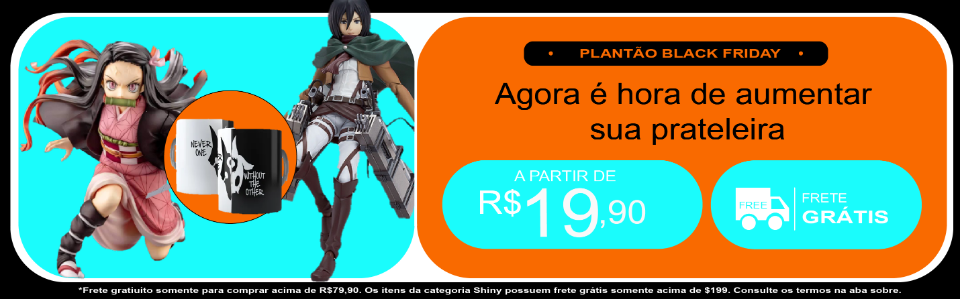 NEVER
ONE
WITHOUT
THE
OTHER
• PLANTÃO BLACK FRIDAY •
Agora é hora de aumentar
sua prateleira
A PARTIR DE
R$19,90
FREE
FRETE
GRÁTIS
*Frete gratiuito somente para comprar acima de R$79,90. Os itens da categoria Shiny possuem frete grátis somente acima de $199. Consulte os termos na aba sobre.